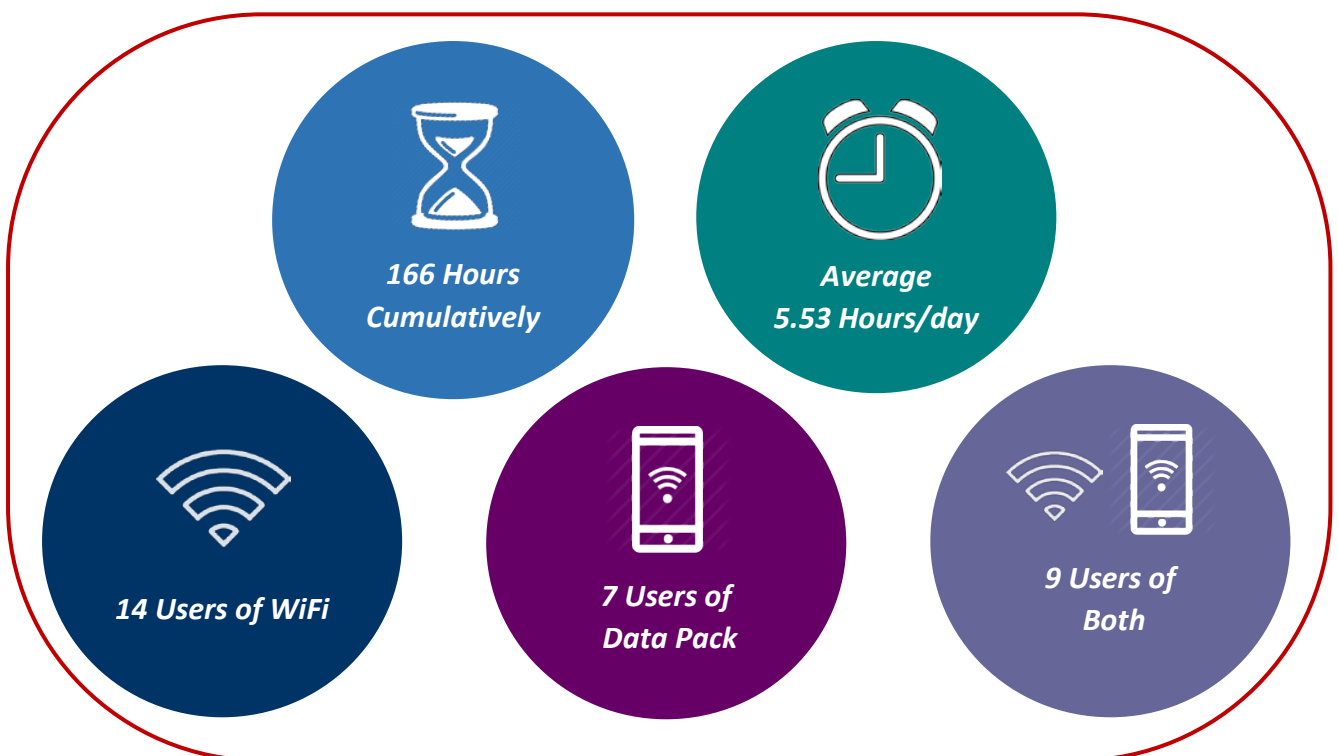 166 Hours
Cumulatively
Average
5.53 Hours/day
14 Users of WiFi
7 Users of
Data Pack
9 Users of
Both